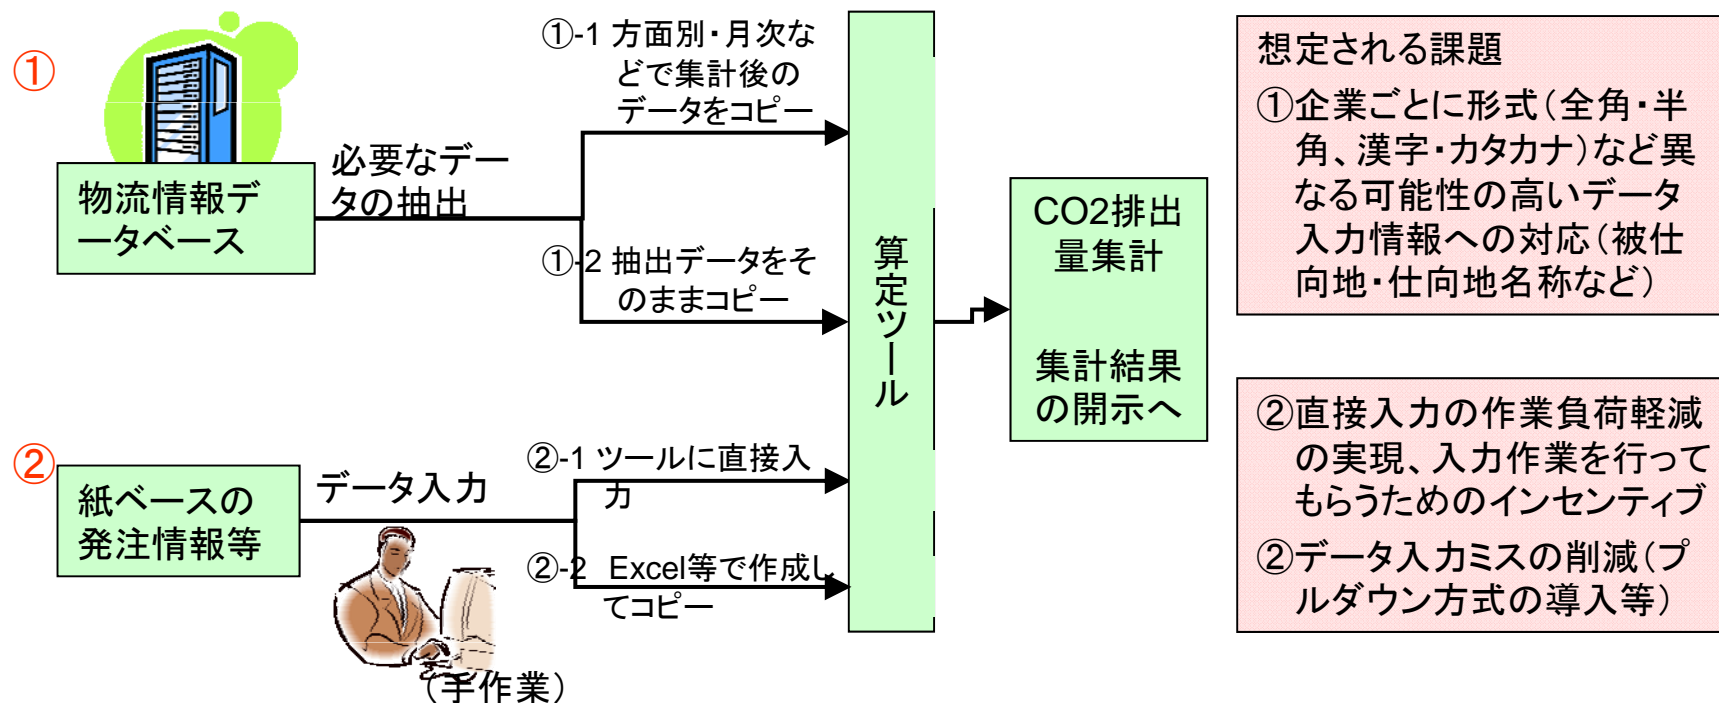 ①
物流情報デ
ータベース
必要なデー
タの抽出
①-1 方面別・月次な
どで集計後の
データをコピー
①-2 抽出データをそ
のままコピー
②
紙ベースの
発注情報等
データ入力
（手作業）
②-1 ツールに直接入
力
②-2 Excel等で作成し
てコピー
算定ツール
CO2排出
量集計
集計結果
の開示へ
想定される課題
①企業ごとに形式（全角・半
角、漢字・カタカナ）など異
なる可能性の高いデータ
入力情報への対応（被仕
向地・仕向地名称など）
②直接入力の作業負荷軽減
の実現、入力作業を行って
もらうためのインセンティブ
②データ入力ミスの削減（プ
ルダウン方式の導入等）